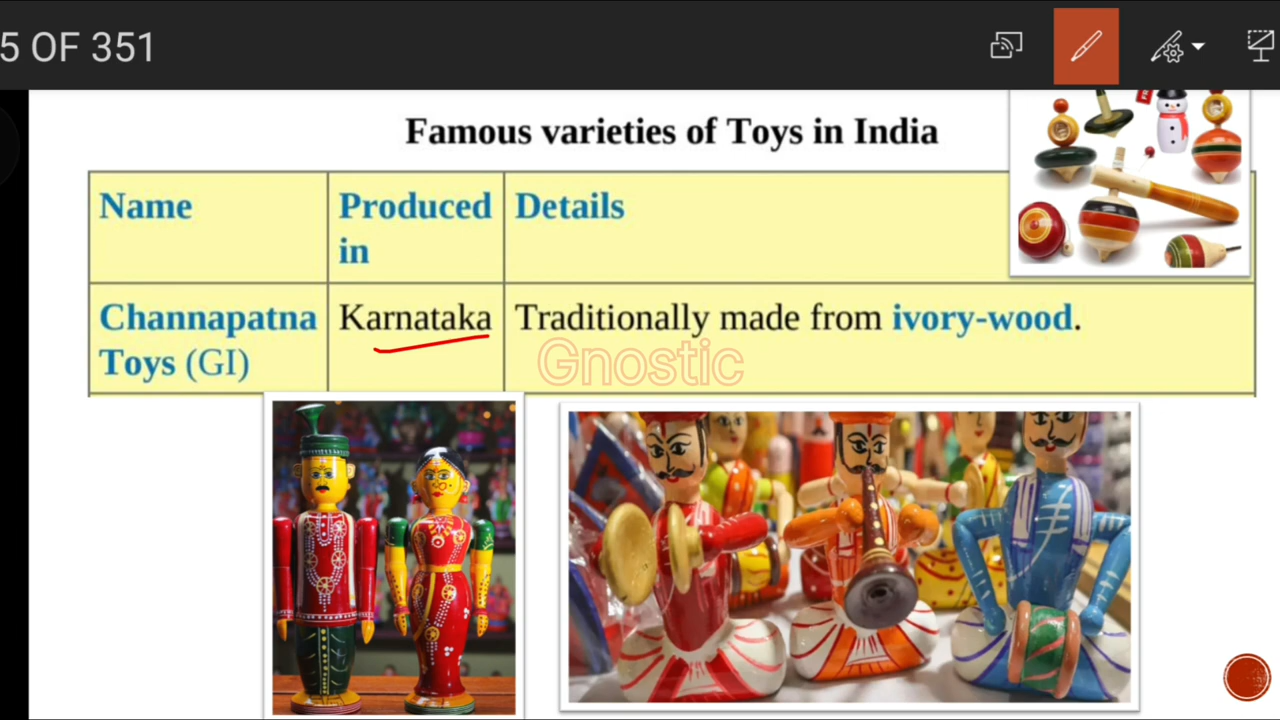 5 OF 351
Famous varieties of Toys in India
Name
Produced in
Details
Channapatna Toys (GI)
Karnataka
Traditionally made from ivory-wood.
Gnostic